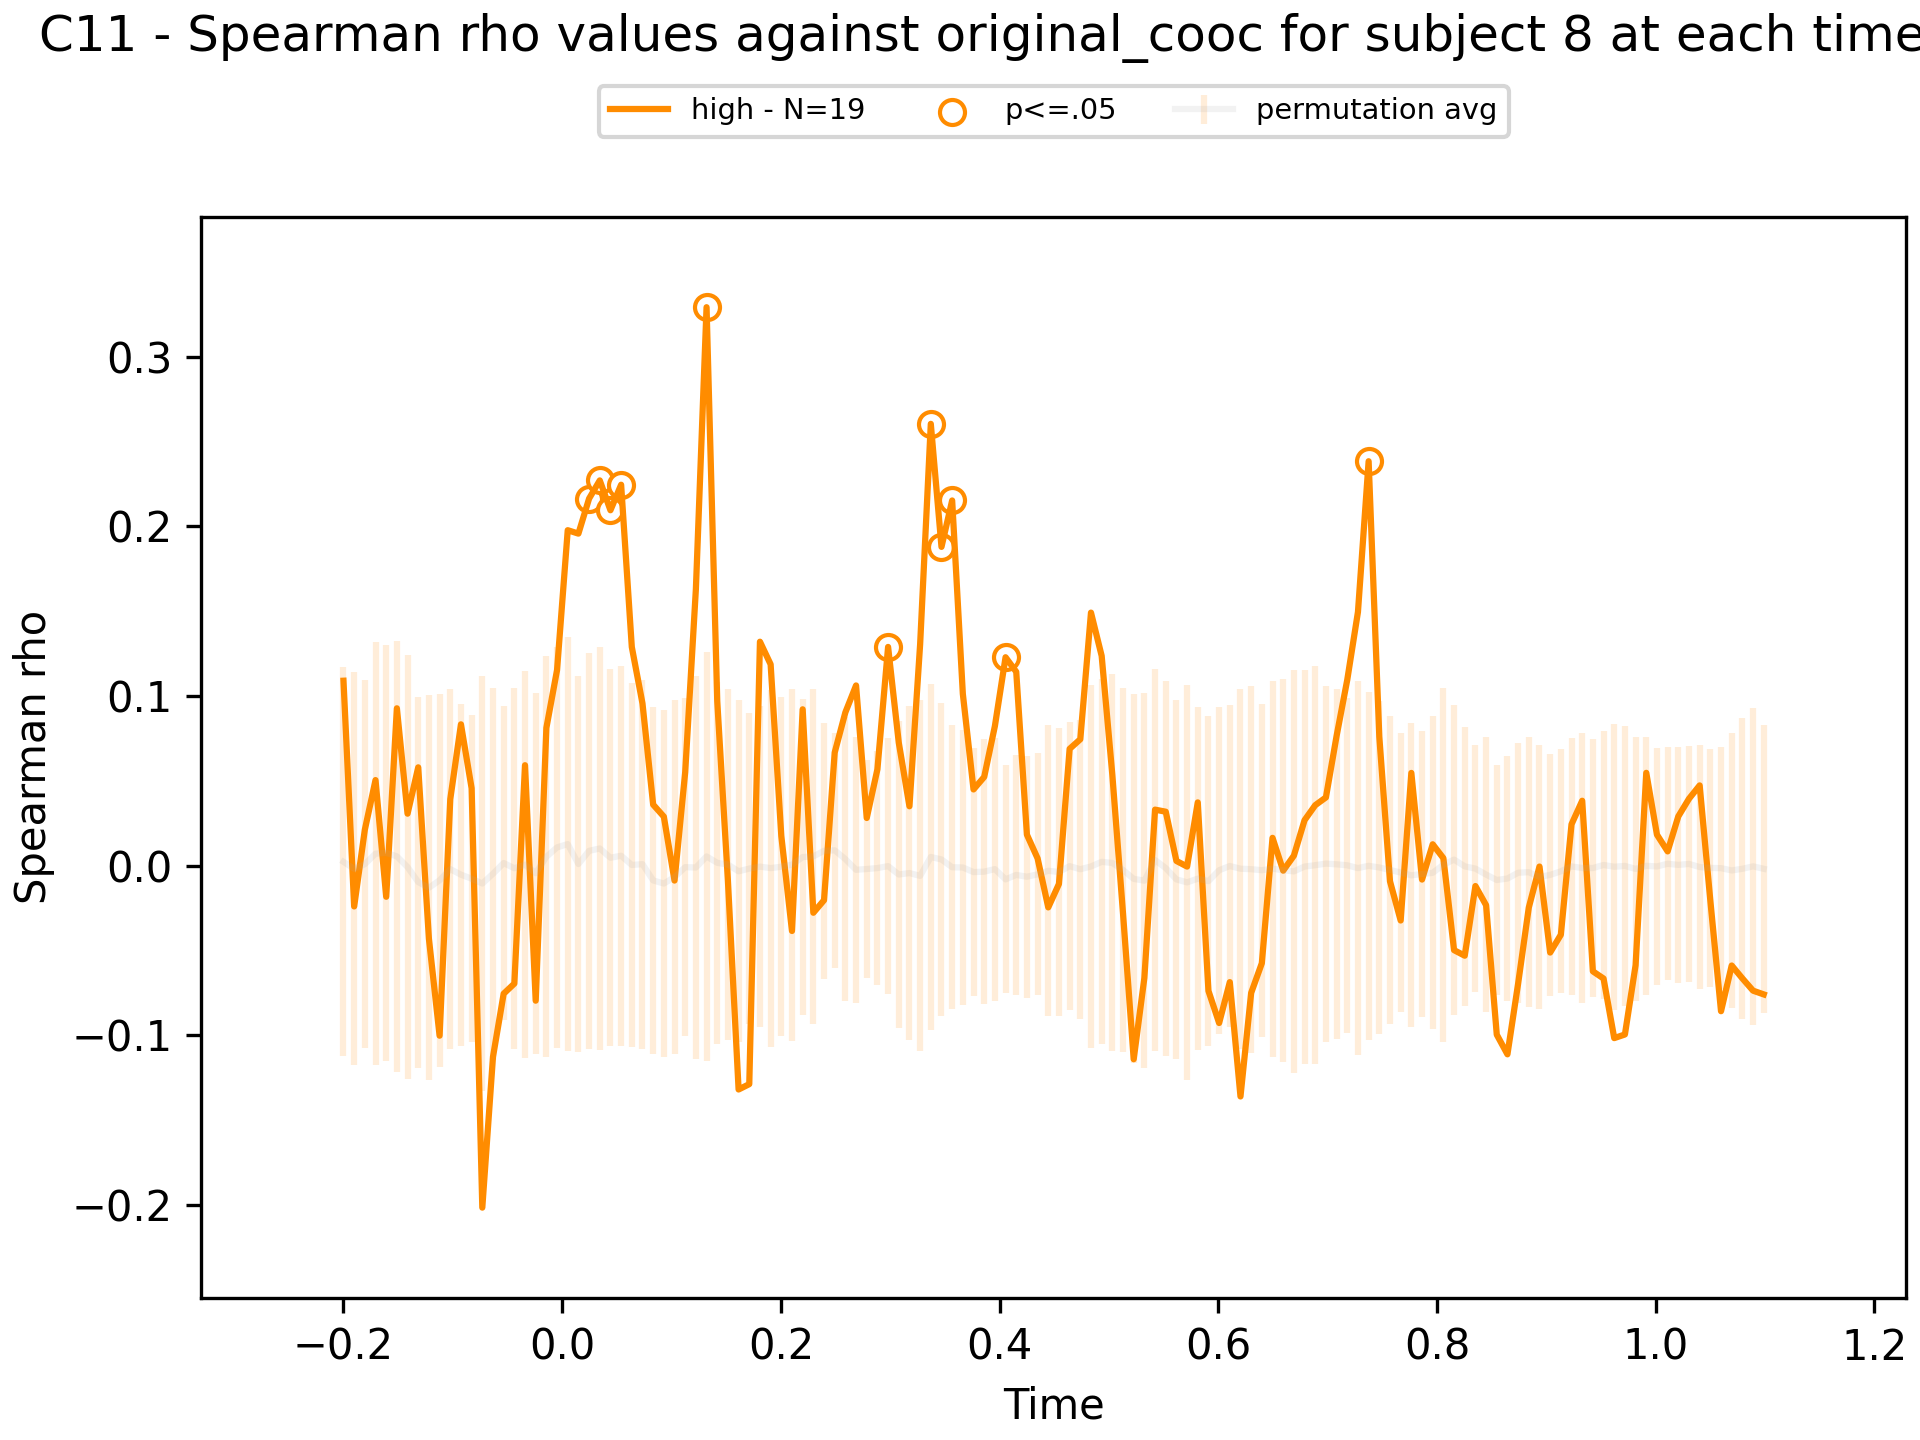 C11 - Spearman rho values against original_cooc for subject 8 at each time
high - N=19 p<=.05 permutation avg
Spearman rho
0.3
0.2
0.1
0.0
−0.1
−0.2
−0.2 0.0 0.2 0.4 0.6 0.8 1.0 1.2
Time